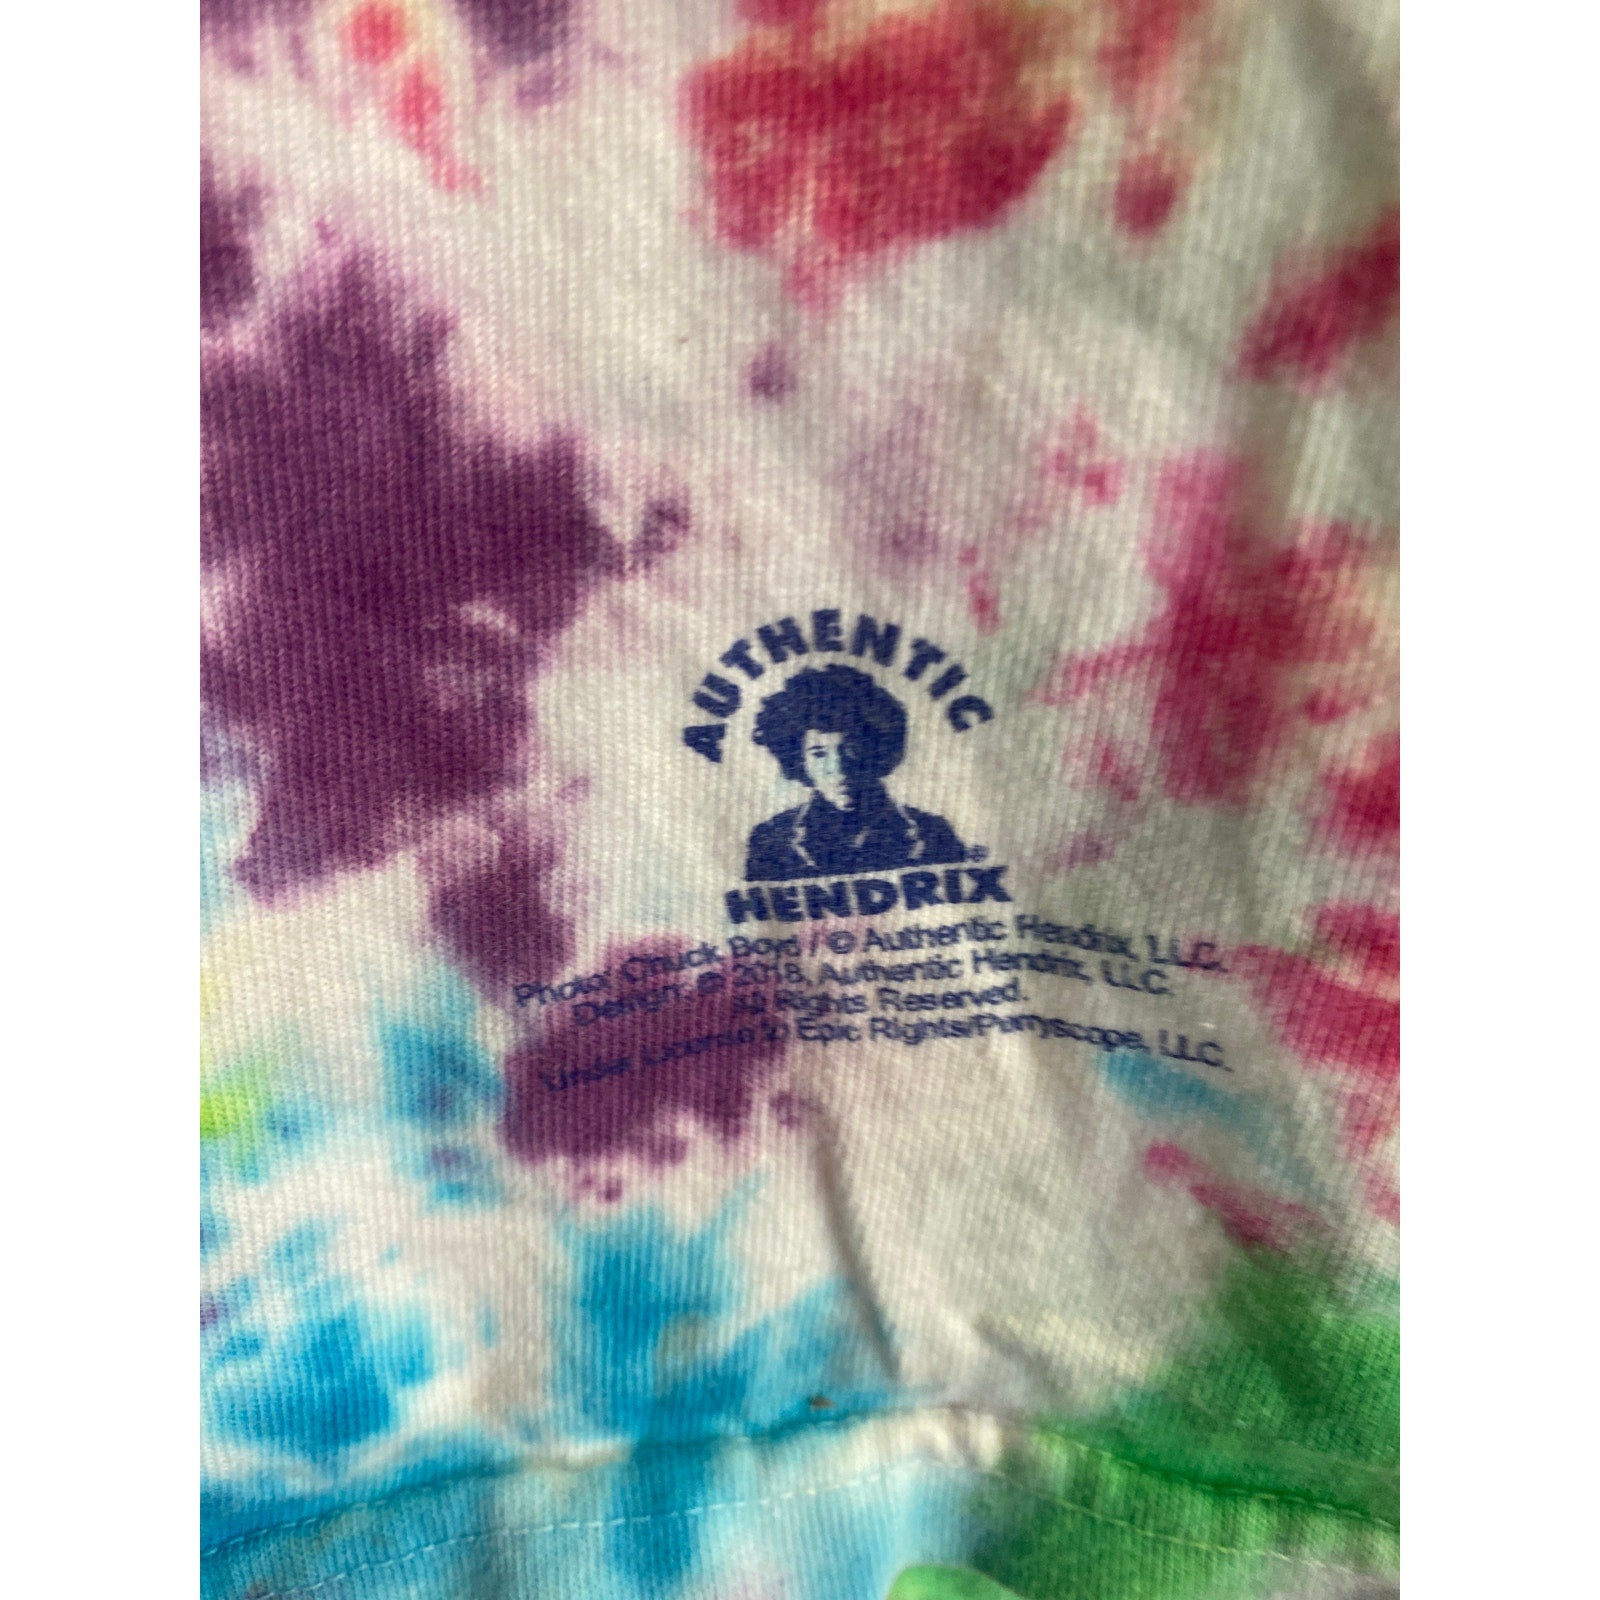 AUTHENTIC
HENDRIX
Photo: Chuck Boyd / © Authentic Hendrix, LLC.
Design: © 2018, Authentic Hendrix, LLC.
All Rights Reserved.
Under License to Epic Rights/Perryscope, LLC.